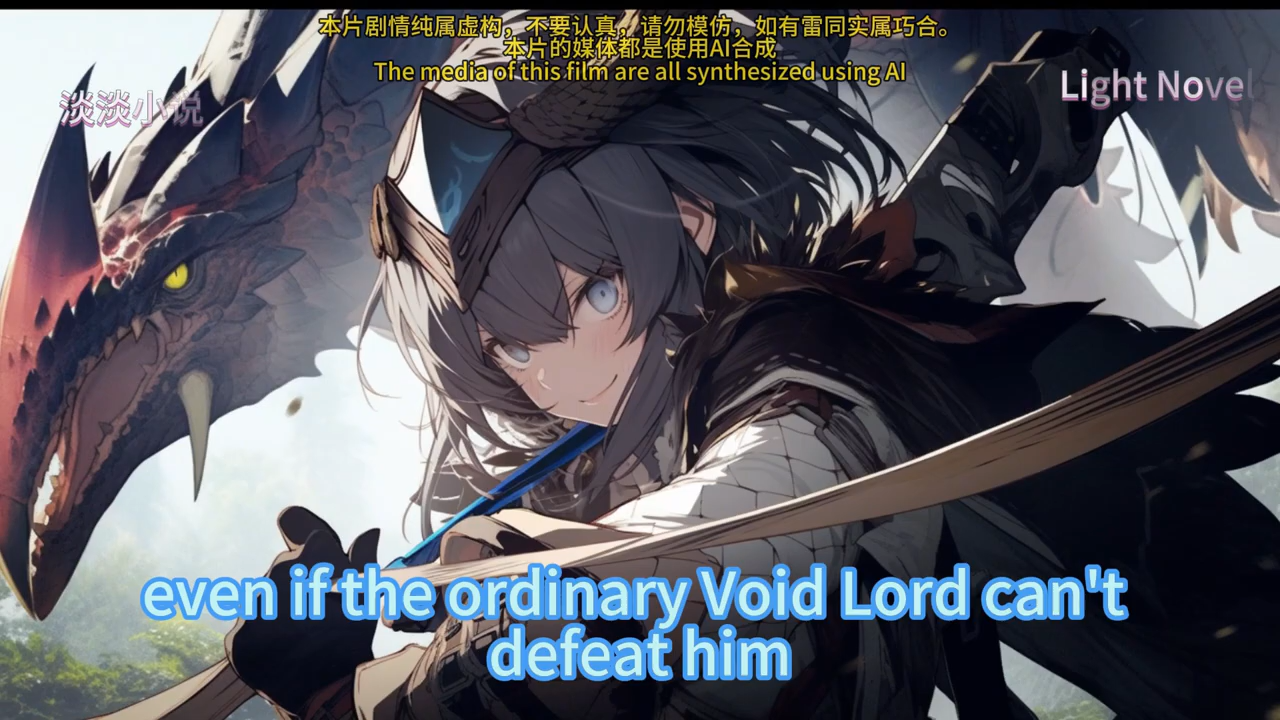 本片剧情纯属虚构，不要认真，请勿模仿，如有雷同实属巧合。
本片的媒体都是使用AI合成
The media of this film are all synthesized using AI
淡淡小说
Light Novel
even if the ordinary Void Lord can't
defeat him